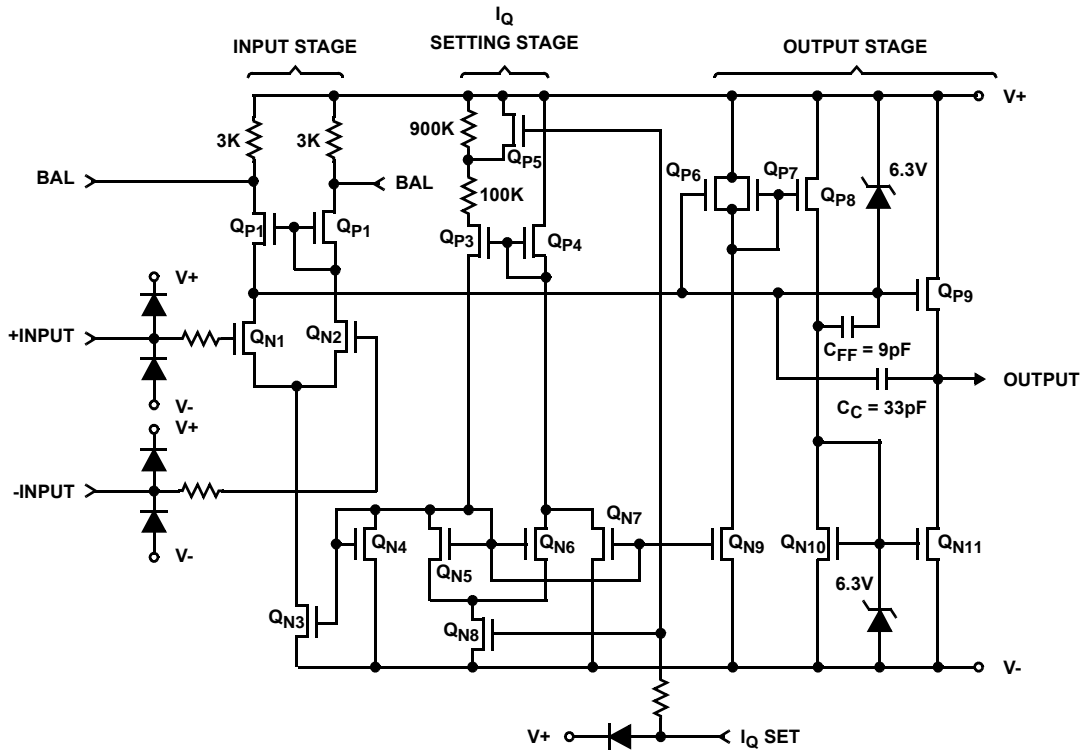 IQ
INPUT STAGE
SETTING STAGE
OUTPUT STAGE
V+
3K
3K
900K
QP5
6.3V
BAL
BAL
100K
QP6
QP7
QP8
QP1
QP1
QP3
QP4
V+
QP9
+INPUT
QN1
QN2
CFF = 9pF
V-
OUTPUT
V+
CC = 33pF
-INPUT
QN7
QN4
QN5
QN6
QN9
QN10
QN11
V-
6.3V
QN3
QN8
V-
V+
IQ SET